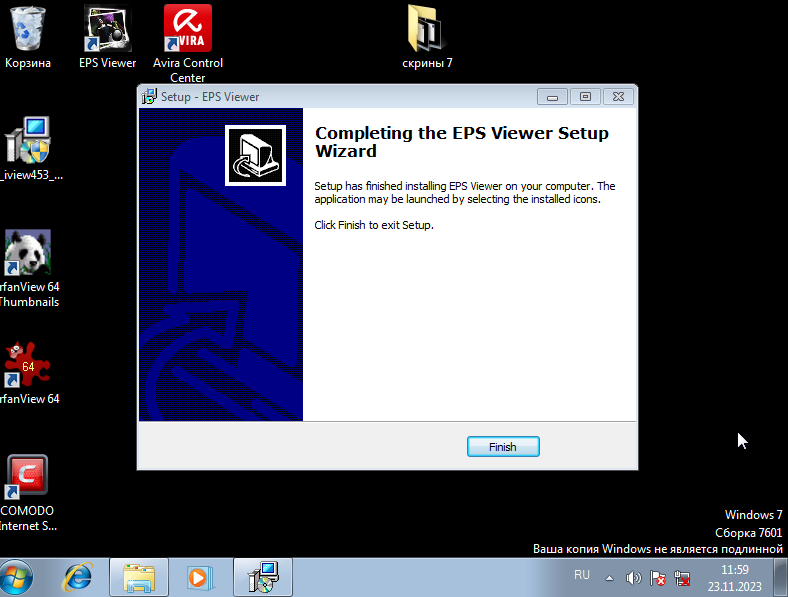 Корзина
EPS Viewer
VIRA
Avira Control
Center
скрины 7
Setup - EPS Viewer
Completing the EPS Viewer Setup
Wizard
Setup has finished installing EPS Viewer on your computer. The
application may be launched by selecting the installed icons.
Click Finish to exit Setup.
Finish
_iview453_...
rfanView 64
Thumbnails
64
rfanView 64
C
COMODO
Internet S...
Windows 7
Сборка 7601
Ваша копия Windows не является подлинной
RU
11:59
23.11.2023